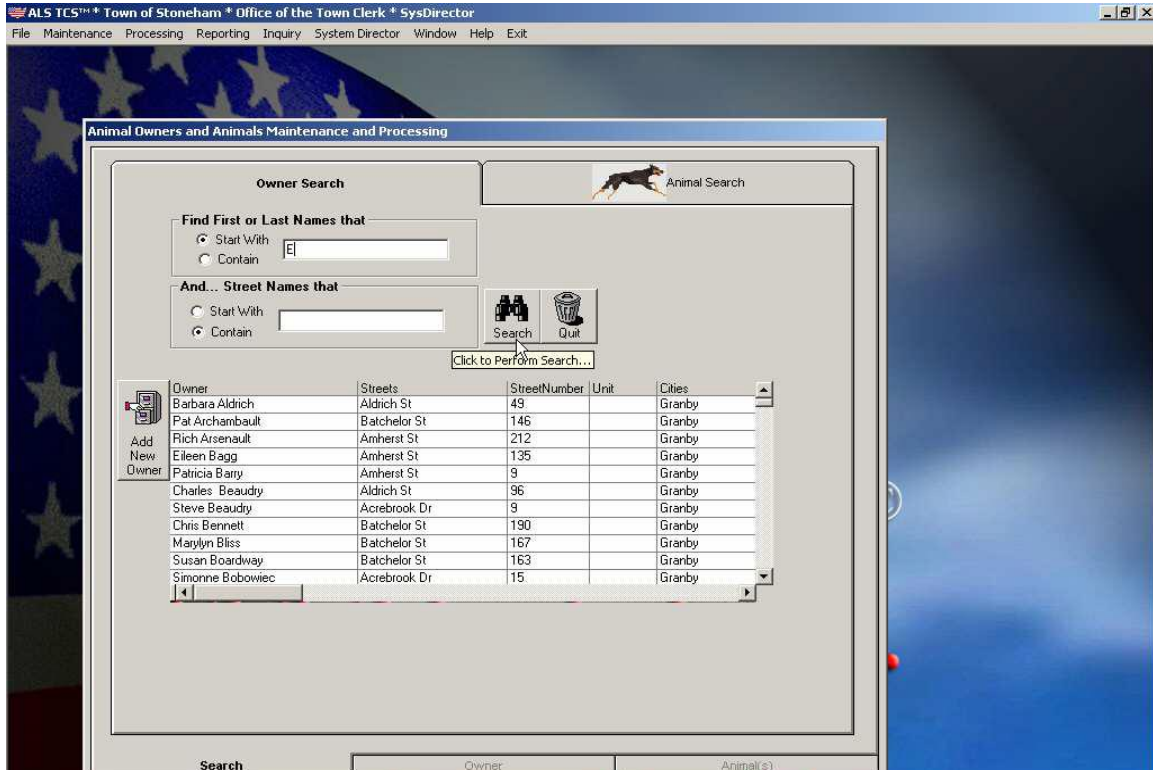 ALS TCS™ * Town of Stoneham * Office of the Town Clerk * SysDirector
File Maintenance Processing Reporting Inquiry System Director Window Help Exit
Animal Owners and Animals Maintenance and Processing
Owner Search Animal Search
Find First or Last Names that
Start With E
Contain
And... Street Names that
Start With
Contain
Search Quit
Click to Perform Search...
Add New Owner
Owner Streets StreetNumber Unit Cities
Barbara Aldrich Aldrich St 49 Granby
Pat Archambault Batchelor St 146 Granby
Rich Arsenault Amherst St 212 Granby
Eileen Bagg Amherst St 135 Granby
Patricia Barry Amherst St 9 Granby
Charles Beaudry Aldrich St 96 Granby
Steve Beaudry Acrebrook Dr 9 Granby
Chris Bennett Batchelor St 190 Granby
Marylyn Bliss Batchelor St 167 Granby
Susan Boardway Batchelor St 163 Granby
Simonne Bobowiec Acrebrook Dr 15 Granby
Search Owner Animal(s)